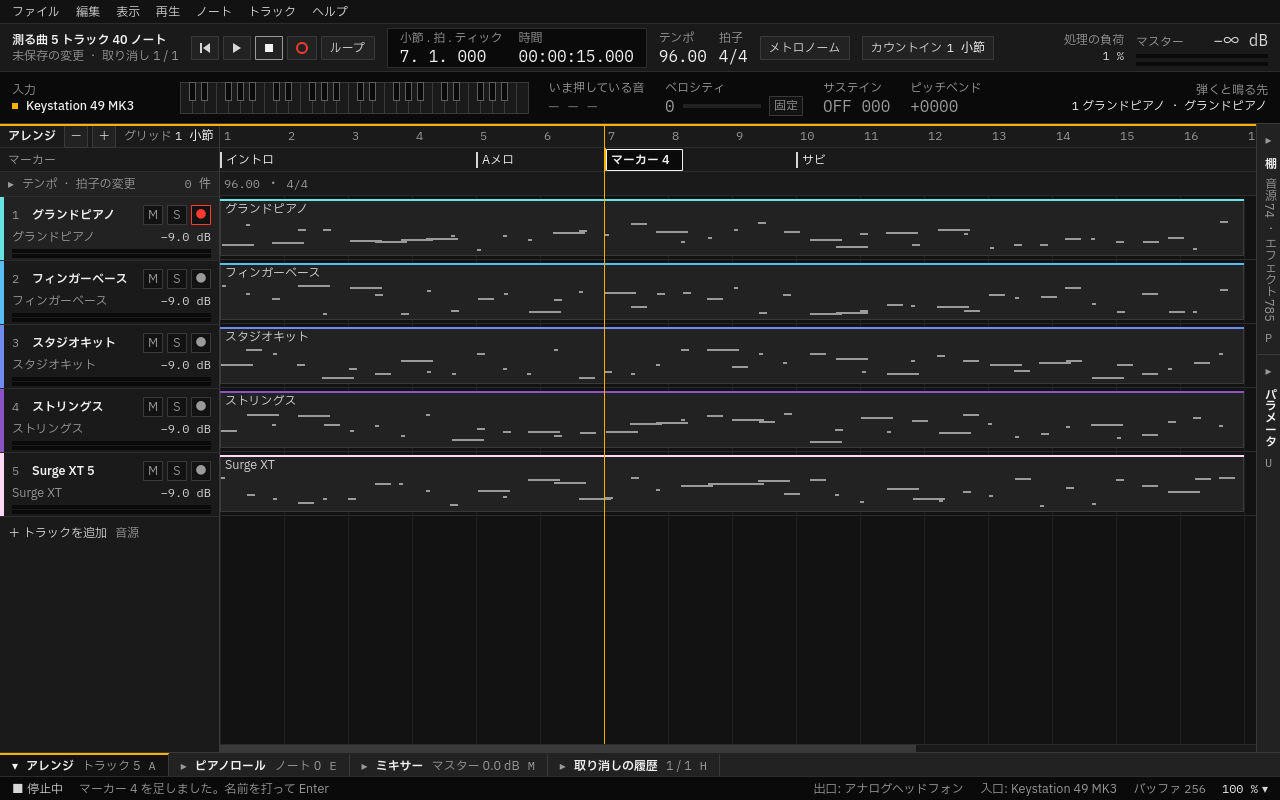 ファイル 編集 表示 再生 ノート トラック ヘルプ
測る曲 5 トラック 40 ノート
未保存の変更 · 取り消し 1 / 1
ループ
小節 . 拍 . ティック 時間
7. 1. 000 00:00:15.000
テンポ 拍子
96.00 4/4
メトロノーム
カウントイン 1 小節
処理の負荷
1 %
マスター −∞ dB
入力
Keystation 49 MK3
いま押している音
— — —
ベロシティ
0 固定
サステイン ピッチベンド
OFF 000 +0000
弾くと鳴る先
1 グランドピアノ · グランドピアノ
アレンジ − + グリッド 1 小節
1 2 3 4 5 6 7 8 9 10 11 12 13 14 15 16 1
マーカー
イントロ Aメロ マーカー 4 サビ
▸ テンポ · 拍子の変更 0 件
96.00 · 4/4
1 グランドピアノ M S
グランドピアノ −9.0 dB
グランドピアノ
2 フィンガーベース M S
フィンガーベース −9.0 dB
フィンガーベース
3 スタジオキット M S
スタジオキット −9.0 dB
スタジオキット
4 ストリングス M S
ストリングス −9.0 dB
ストリングス
5 Surge XT 5 M S
Surge XT −9.0 dB
Surge XT
+ トラックを追加 音源
▸ 棚 音源 74 · エフェクト 785 P
▸ パラメータ U
▾ アレンジ トラック 5 A
▸ ピアノロール ノート 0 E
▸ ミキサー マスター 0.0 dB M
▸ 取り消しの履歴 1 / 1 H
■ 停止中 マーカー 4 を足しました。名前を打って Enter
出口: アナログヘッドフォン 入口: Keystation 49 MK3 バッファ 256 100 % ▾